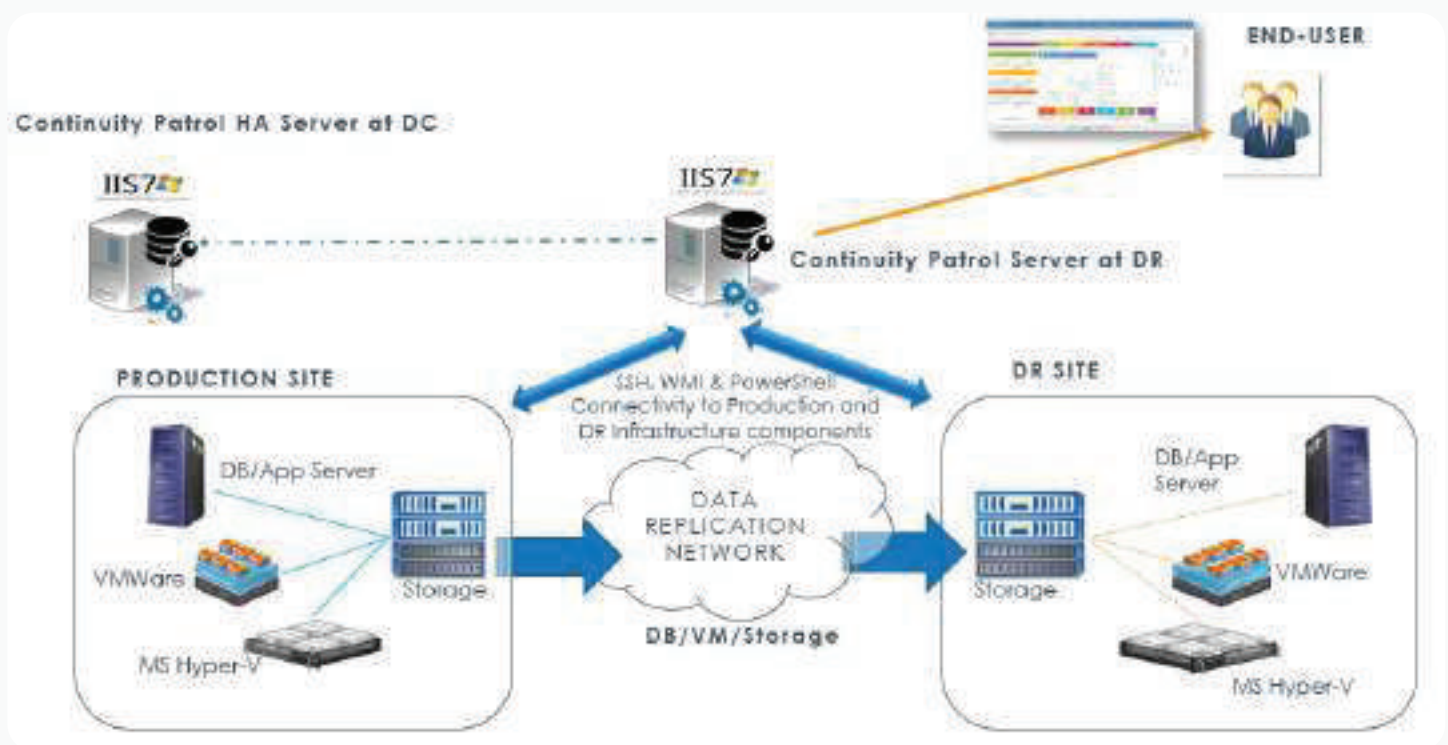 END-USER
Continuity Patrol HA Server at DC
IIS7
IIS7
Continuity Patrol Server at DR
PRODUCTION SITE
SSH, WMI & PowerShell
Connectivity to Production and
DR Infrastructure components
DR SITE
DB/App Server
VMWare
MS Hyper-V
Storage
DATA
REPLICATION
NETWORK
DB/VM/Storage
Storage
DB/App
Server
VMWare
MS Hyper-V